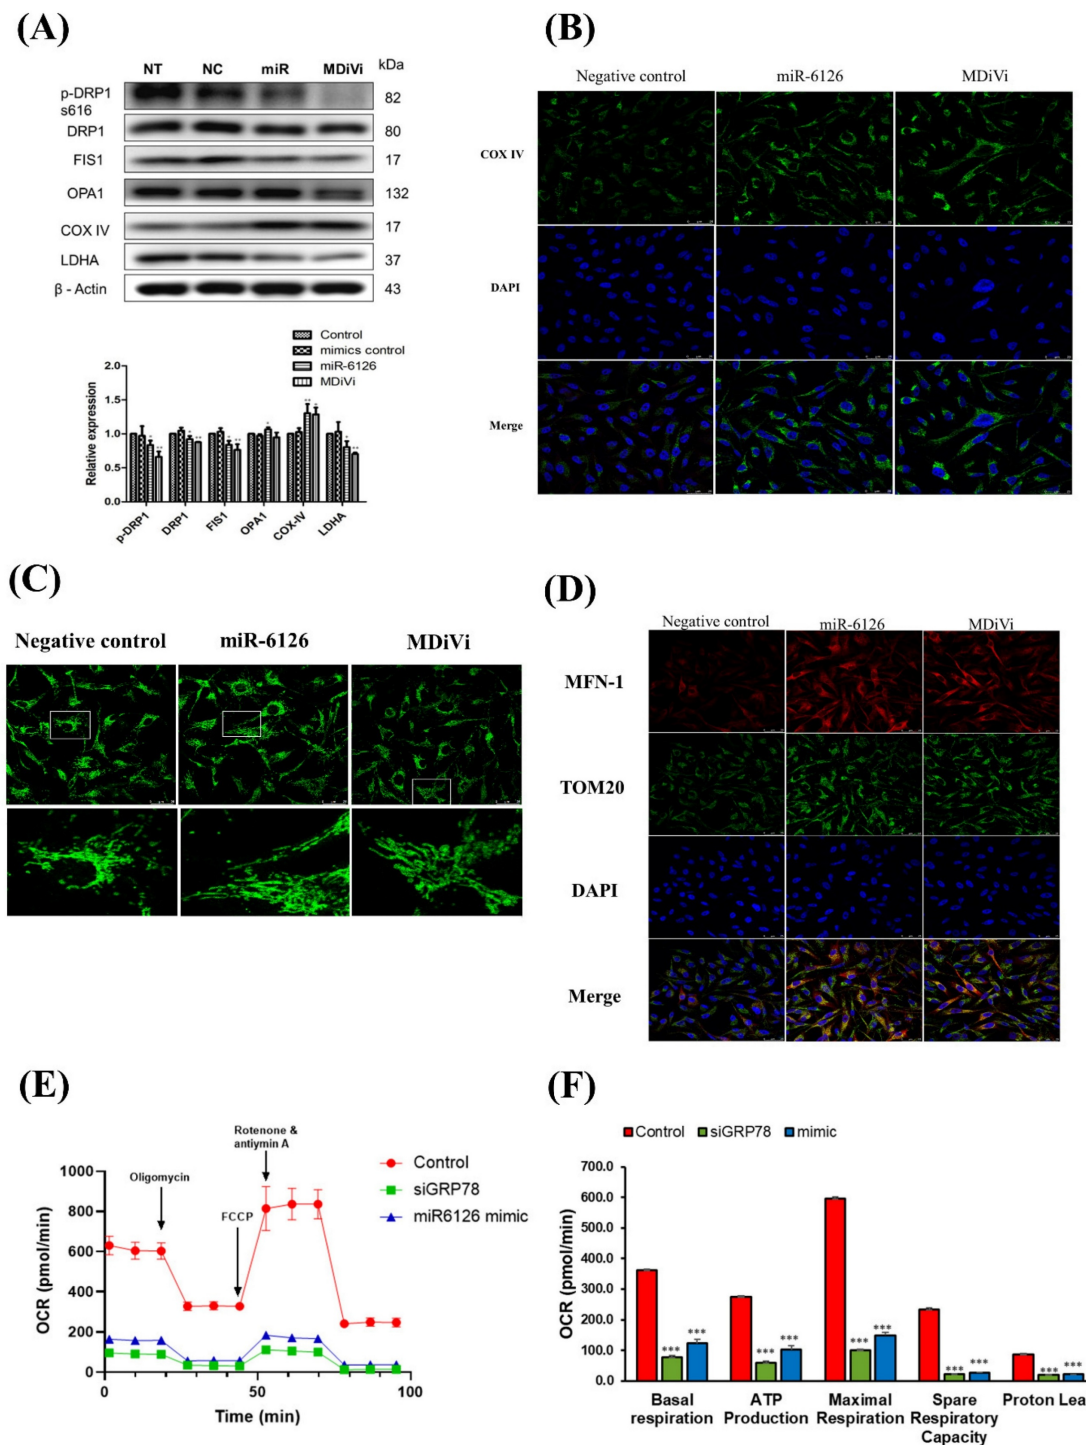 (A)
NT NC miR MDiVi kDa
p-DRP1
s616
82
DRP1 80
FIS1 17
OPA1 132
COX IV 17
LDHA 37
β - Actin 43
Control
mimics control
miR-6126
MDiVi
Relative expression
2.0
1.5
1.0
0.5
0.0
p-DRP1 DRP1 FIS1 OPA1 COX-IV LDHA
(B)
Negative control miR-6126 MDiVi
COX IV
DAPI
Merge
(C)
Negative control miR-6126 MDiVi
(D)
Negative control miR-6126 MDiVi
MFN-1
TOM20
DAPI
Merge
(E)
Rotenone &
antiymin A
Oligomycin
FCCP
Control
siGRP78
miR6126 mimic
OCR (pmol/min)
1000
800
600
400
200
0
0 50 100
Time (min)
(F)
Control siGRP78 mimic
OCR (pmol/min)
700.0
600.0
500.0
400.0
300.0
200.0
100.0
0.0
*** *** *** *** *** *** *** *** *** ***
Basal
respiration
ATP
Production
Maximal
Respiration
Spare
Respiratory
Capacity
Proton Lea